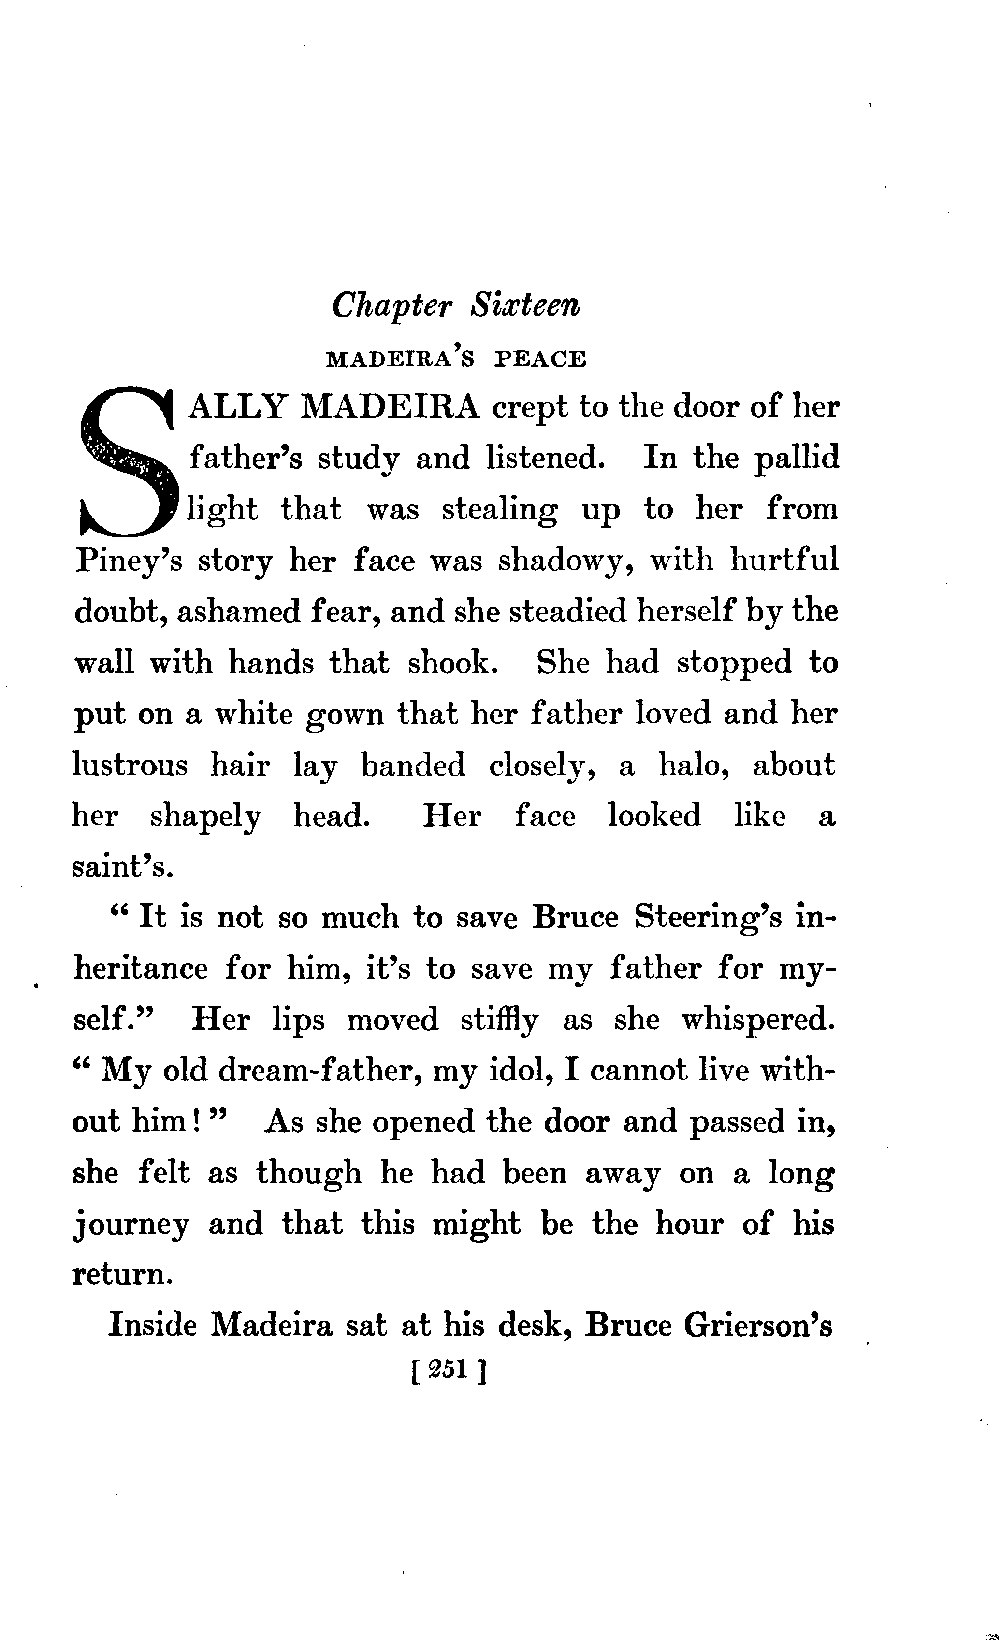 Chapter Sixteen
MADEIRA'S PEACE
SALLY MADEIRA crept to the door of her
father's study and listened. In the pallid
light that was stealing up to her from
Piney's story her face was shadowy, with hurtful
doubt, ashamed fear, and she steadied herself by the
wall with hands that shook. She had stopped to
put on a white gown that her father loved and her
lustrous hair lay banded closely, a halo, about
her shapely head. Her face looked like a
saint's.
"It is not so much to save Bruce Steering's in-
heritance for him, it's to save my father for my-
self." Her lips moved stiffly as she whispered.
"My old dream-father, my idol, I cannot live with-
out him!" As she opened the door and passed in,
she felt as though he had been away on a long
journey and that this might be the hour of his
return.
Inside Madeira sat at his desk, Bruce Grierson's
[ 251 ]